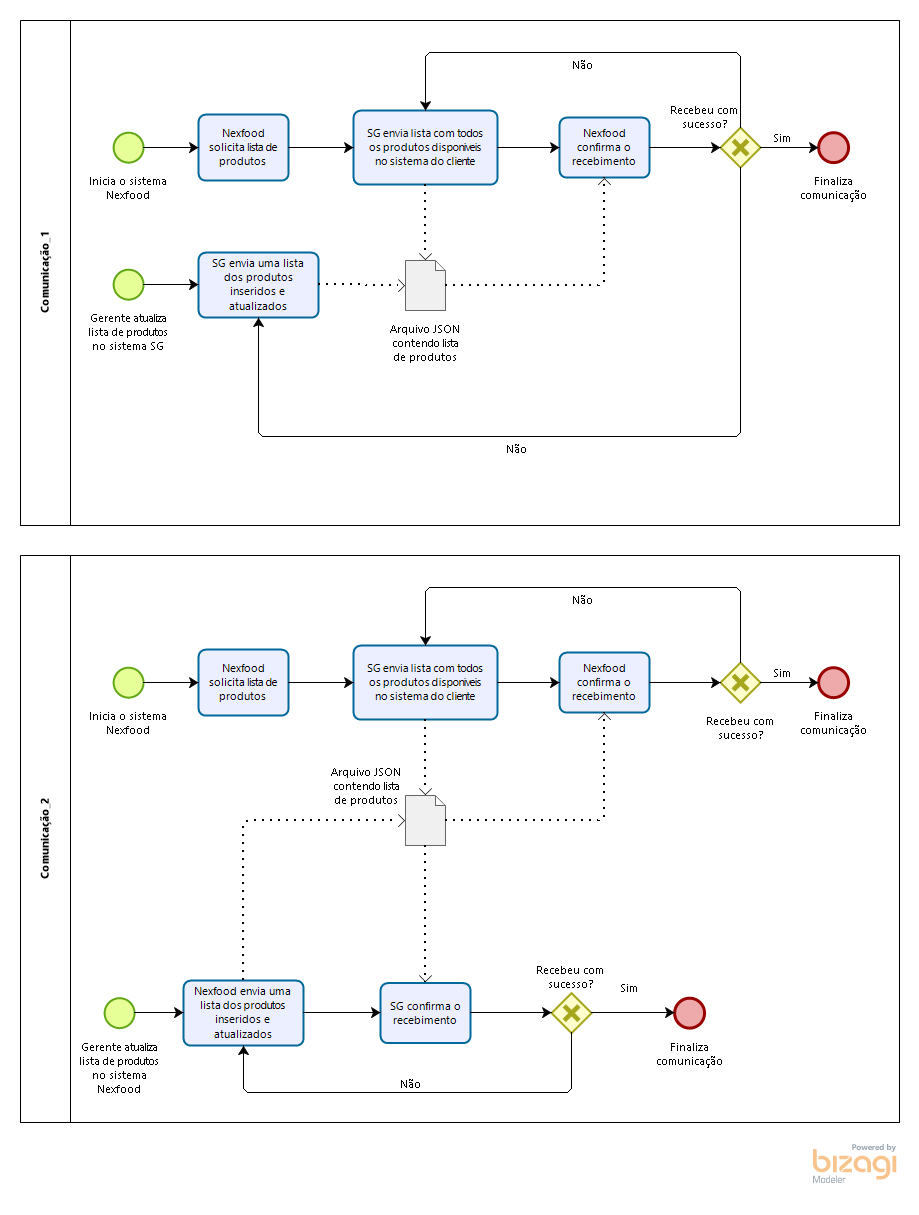 Comunicação_1
Não
Recebeu com
sucesso?
Nexfood
solicita lista de
produtos
SG envia lista com todos
os produtos disponiveis
no sistema do cliente
Nexfood
confirma o
recebimento
Sim
Inicia o sistema
Nexfood
Finaliza
comunicação
SG envia uma lista
dos produtos
inseridos e
atualizados
Gerente atualiza
lista de produtos
no sistema SG
Arquivo JSON
contendo lista
de produtos
Não
Comunicação_2
Não
Nexfood
solicita lista de
produtos
SG envia lista com todos
os produtos disponiveis
no sistema do cliente
Nexfood
confirma o
recebimento
Sim
Inicia o sistema
Nexfood
Recebeu com
sucesso?
Finaliza
comunicação
Arquivo JSON
contendo lista
de produtos
Nexfood envia uma
lista dos produtos
inseridos e
atualizados
SG confirma o
recebimento
Recebeu com
sucesso?
Sim
Gerente atualiza
lista de produtos
no sistema
Nexfood
Finaliza
comunicação
Não
Powered by
bizagi
Modeler